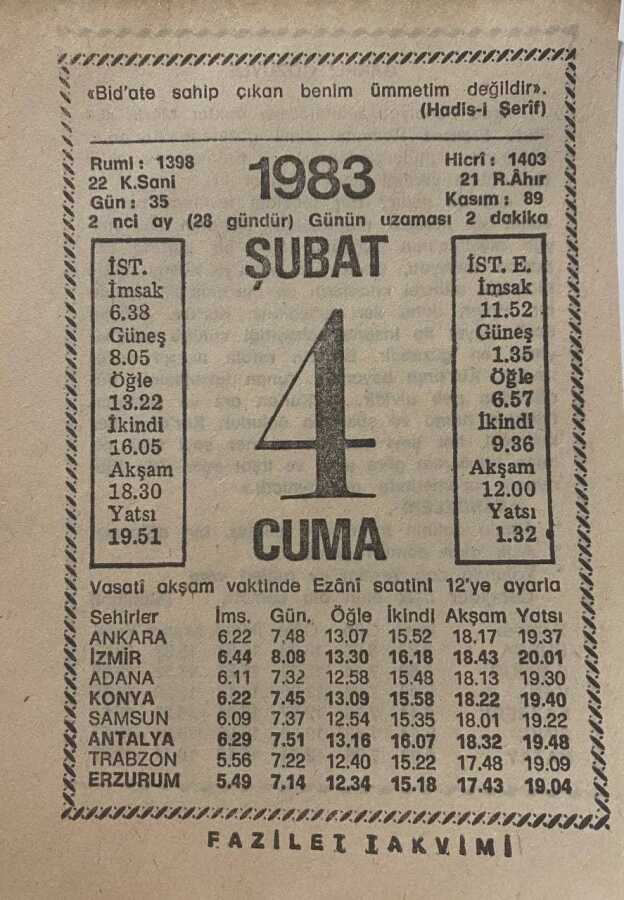 «Bid'ate sahip çıkan benim ümmetim değildir».
(Hadis-i Şerîf)
Rumî: 1398
22 K.Sani
Gün: 35
1983
Hicrî: 1403
21 R.Âhır
Kasım: 89
2 nci ay (28 gündür) Günün uzaması 2 dakika
ŞUBAT
4
CUMA
İST.
İmsak
6.38
Güneş
8.05
Öğle
13.22
İkindi
16.05
Akşam
18.30
Yatsı
19.51
İST. E.
İmsak
11.52
Güneş
1.35
Öğle
6.57
İkindi
9.36
Akşam
12.00
Yatsı
1.32
Vasatî akşam vaktinde Ezânî saatini 12'ye ayarla
Şehirler İms. Gün. Öğle İkindi Akşam Yatsı
ANKARA 6.22 7.48 13.07 15.52 18.17 19.37
İZMİR 6.44 8.08 13.30 16.18 18.43 20.01
ADANA 6.11 7.32 12.58 15.48 18.13 19.30
KONYA 6.22 7.45 13.09 15.58 18.22 19.40
SAMSUN 6.09 7.37 12.54 15.35 18.01 19.22
ANTALYA 6.29 7.51 13.16 16.07 18.32 19.48
TRABZON 5.56 7.22 12.40 15.22 17.48 19.09
ERZURUM 5.49 7.14 12.34 15.18 17.43 19.04
FAZİLET TAKVİMİ